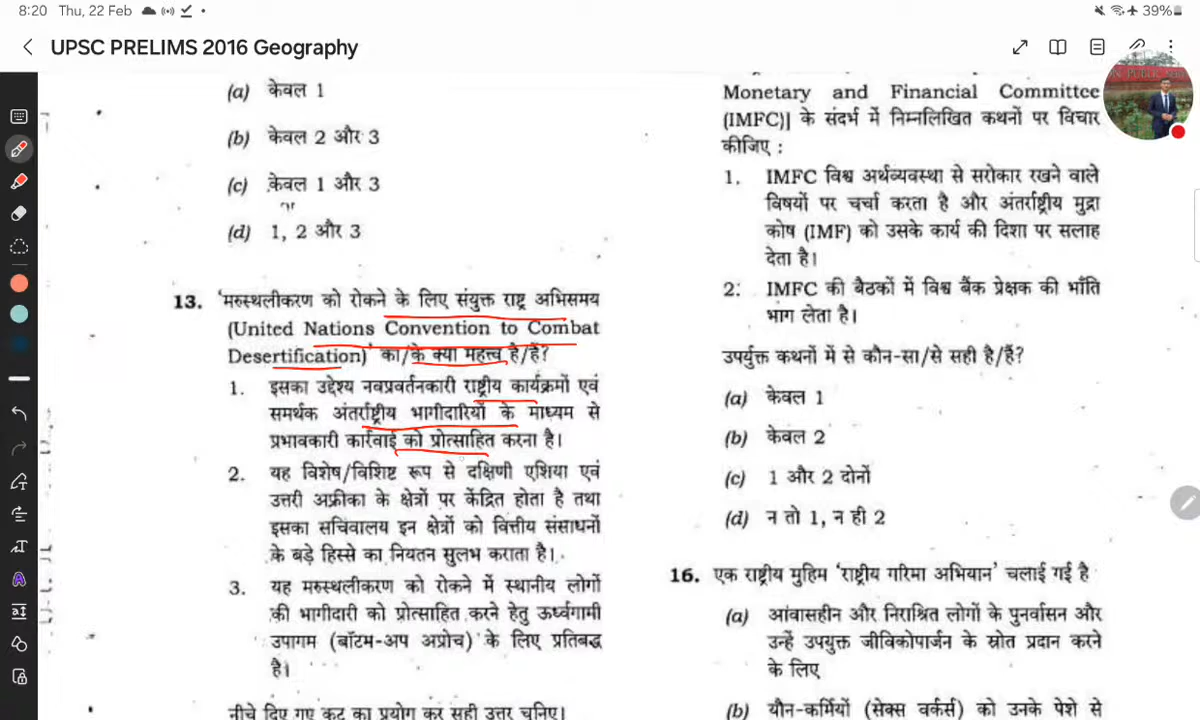 8:20 Thu, 22 Feb
39%
UPSC PRELIMS 2016 Geography
(a) केवल 1
(b) केवल 2 और 3
(c) केवल 1 और 3
(d) 1, 2 और 3
13. 'मरुस्थलीकरण को रोकने के लिए संयुक्त राष्ट्र अभिसमय
(United Nations Convention to Combat
Desertification)' का/के क्या महत्त्व है/हैं?
1. इसका उद्देश्य नवप्रवर्तनकारी राष्ट्रीय कार्यक्रमों एवं
समर्थक अंतर्राष्ट्रीय भागीदारियों के माध्यम से
प्रभावकारी कार्रवाई को प्रोत्साहित करना है।
2. यह विशेष/विशिष्ट रूप से दक्षिणी एशिया एवं
उत्तरी अफ्रीका के क्षेत्रों पर केंद्रित होता है तथा
इसका सचिवालय इन क्षेत्रों को वित्तीय संसाधनों
के बड़े हिस्से का नियतन सुलभ कराता है।
3. यह मरुस्थलीकरण को रोकने में स्थानीय लोगों
की भागीदारी को प्रोत्साहित करने हेतु ऊर्ध्वगामी
उपागम (बॉटम-अप अप्रोच) के लिए प्रतिबद्ध
है।
नीचे दिए गए कूट का प्रयोग कर सही उत्तर चुनिए।
Monetary and Financial Committee
(IMFC)] के संदर्भ में निम्नलिखित कथनों पर विचार
कीजिए :
1. IMFC विश्व अर्थव्यवस्था से सरोकार रखने वाले
विषयों पर चर्चा करता है और अंतर्राष्ट्रीय मुद्रा
कोष (IMF) को उसके कार्य की दिशा पर सलाह
देता है।
2. IMFC की बैठकों में विश्व बैंक प्रेक्षक की भाँति
भाग लेता है।
उपर्युक्त कथनों में से कौन-सा/से सही है/हैं?
(a) केवल 1
(b) केवल 2
(c) 1 और 2 दोनों
(d) न तो 1, न ही 2
16. एक राष्ट्रीय मुहिम 'राष्ट्रीय गरिमा अभियान' चलाई गई है
(a) आवासहीन और निराश्रित लोगों के पुनर्वासन और
उन्हें उपयुक्त जीविकोपार्जन के स्रोत प्रदान करने
के लिए
(b) यौन-कर्मियों (सेक्स वर्कर्स) को उनके पेशे से